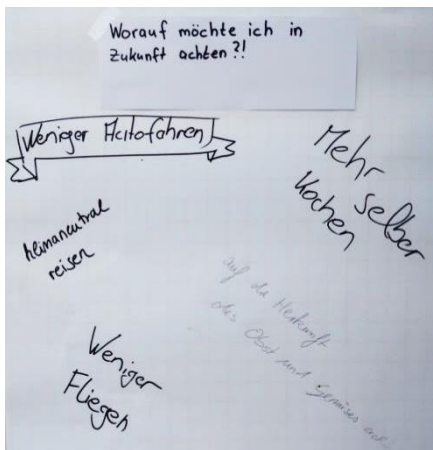 Worauf möchte ich in
Zukunft achten?!
Weniger Autofahren
Mehr selber
Kochen
klimaneutral
reisen
auf die Herkunft
des Obst und Gemüses
Weniger
Fliegen